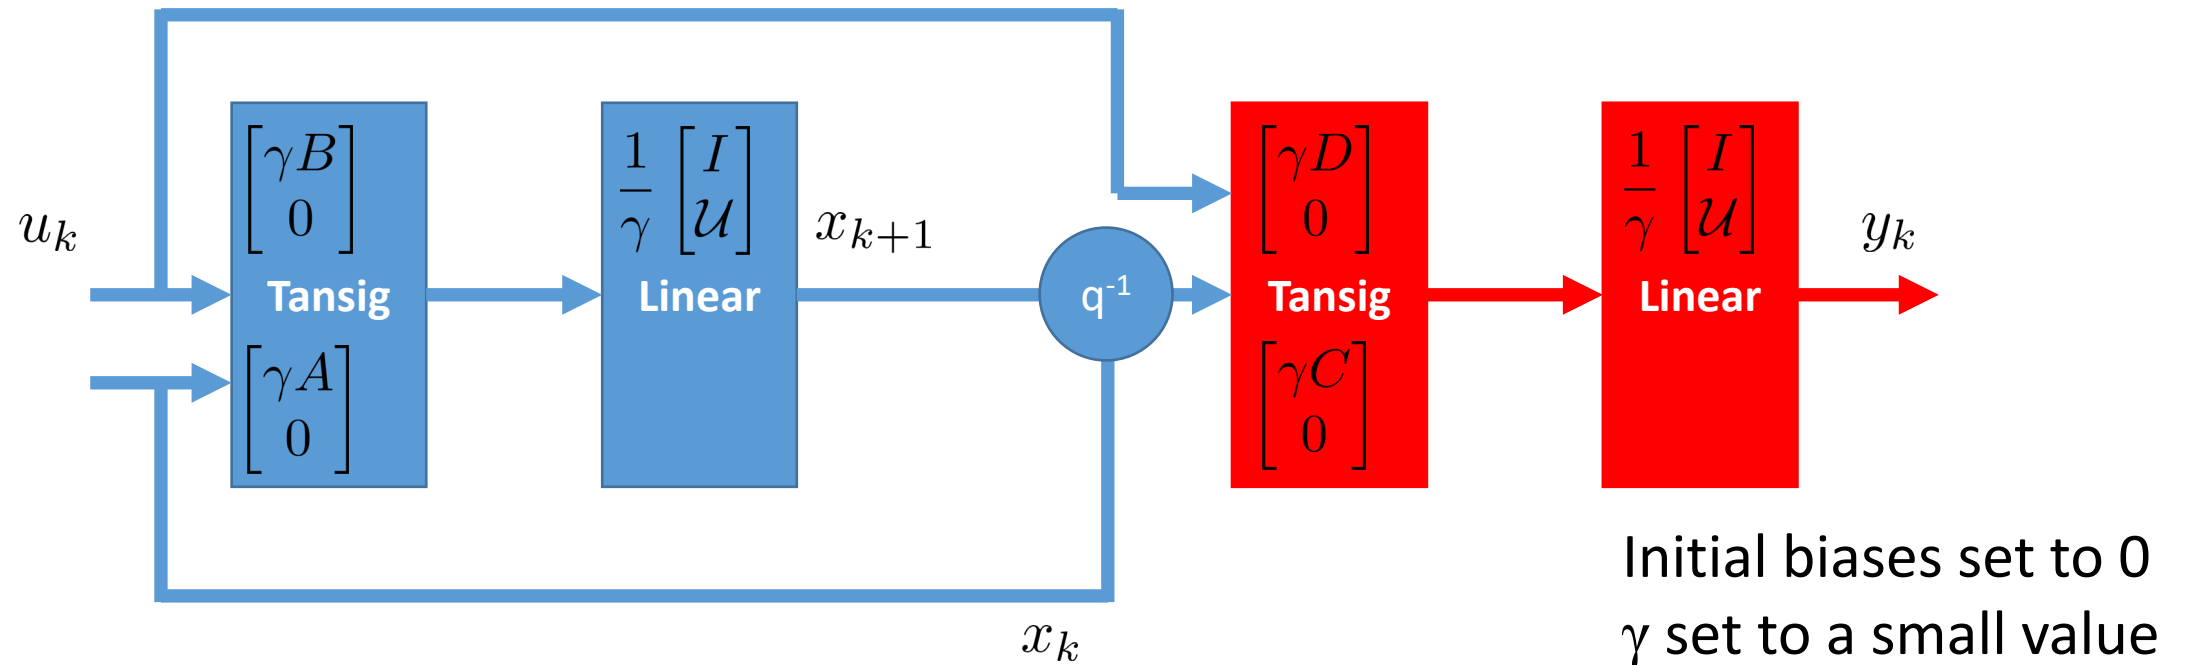 u_k
[γB
0]
Tansig
[γA
0]
1/γ [I
𝒰]
Linear
x_{k+1}
q⁻¹
x_k
[γD
0]
Tansig
[γC
0]
1/γ [I
𝒰]
Linear
y_k
Initial biases set to 0
γ set to a small value